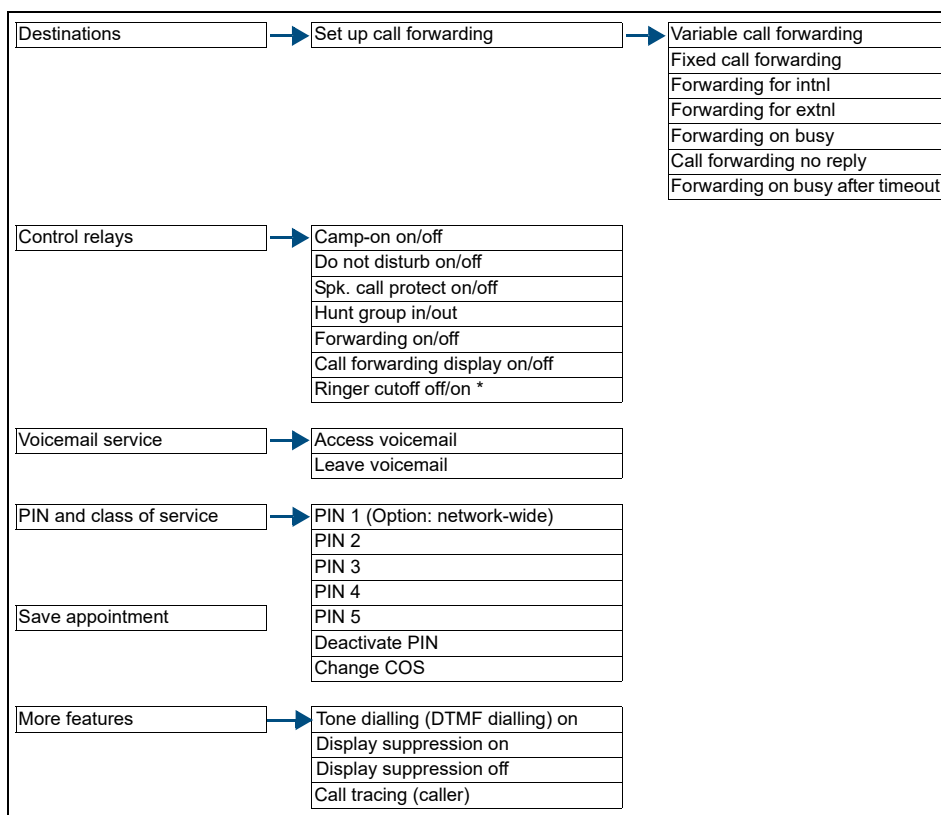 Destinations
Set up call forwarding
Variable call forwarding
Fixed call forwarding
Forwarding for intnl
Forwarding for extnl
Forwarding on busy
Call forwarding no reply
Forwarding on busy after timeout
Control relays
Camp-on on/off
Do not disturb on/off
Spk. call protect on/off
Hunt group in/out
Forwarding on/off
Call forwarding display on/off
Ringer cutoff off/on *
Voicemail service
Access voicemail
Leave voicemail
PIN and class of service
PIN 1 (Option: network-wide)
PIN 2
PIN 3
PIN 4
PIN 5
Deactivate PIN
Change COS
Save appointment
More features
Tone dialling (DTMF dialling) on
Display suppression on
Display suppression off
Call tracing (caller)